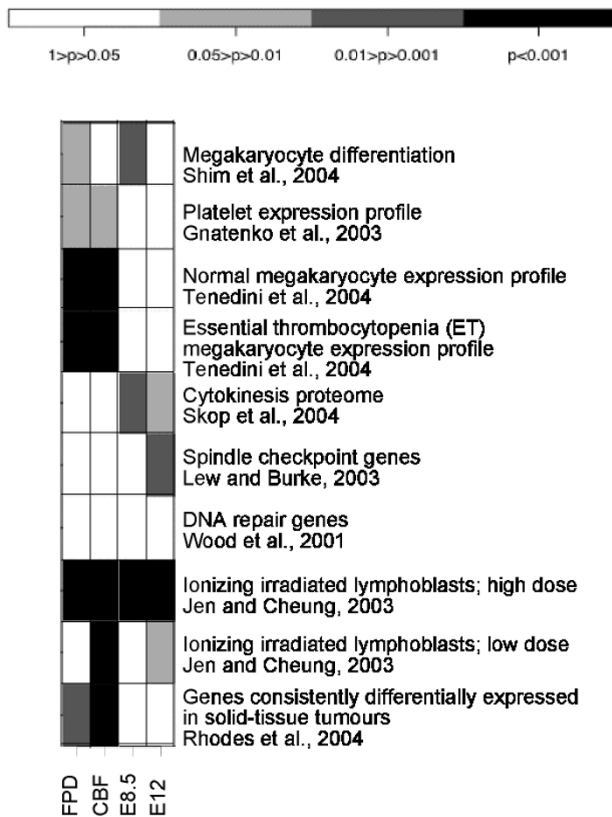 1>p>0.05 0.05>p>0.01 0.01>p>0.001 p<0.001
Megakaryocyte differentiation
Shim et al., 2004
Platelet expression profile
Gnatenko et al., 2003
Normal megakaryocyte expression profile
Tenedini et al., 2004
Essential thrombocytopenia (ET)
megakaryocyte expression profile
Tenedini et al., 2004
Cytokinesis proteome
Skop et al., 2004
Spindle checkpoint genes
Lew and Burke, 2003
DNA repair genes
Wood et al., 2001
Ionizing irradiated lymphoblasts; high dose
Jen and Cheung, 2003
Ionizing irradiated lymphoblasts; low dose
Jen and Cheung, 2003
Genes consistently differentially expressed
in solid-tissue tumours
Rhodes et al., 2004
FPD
CBF
E8.5
E12